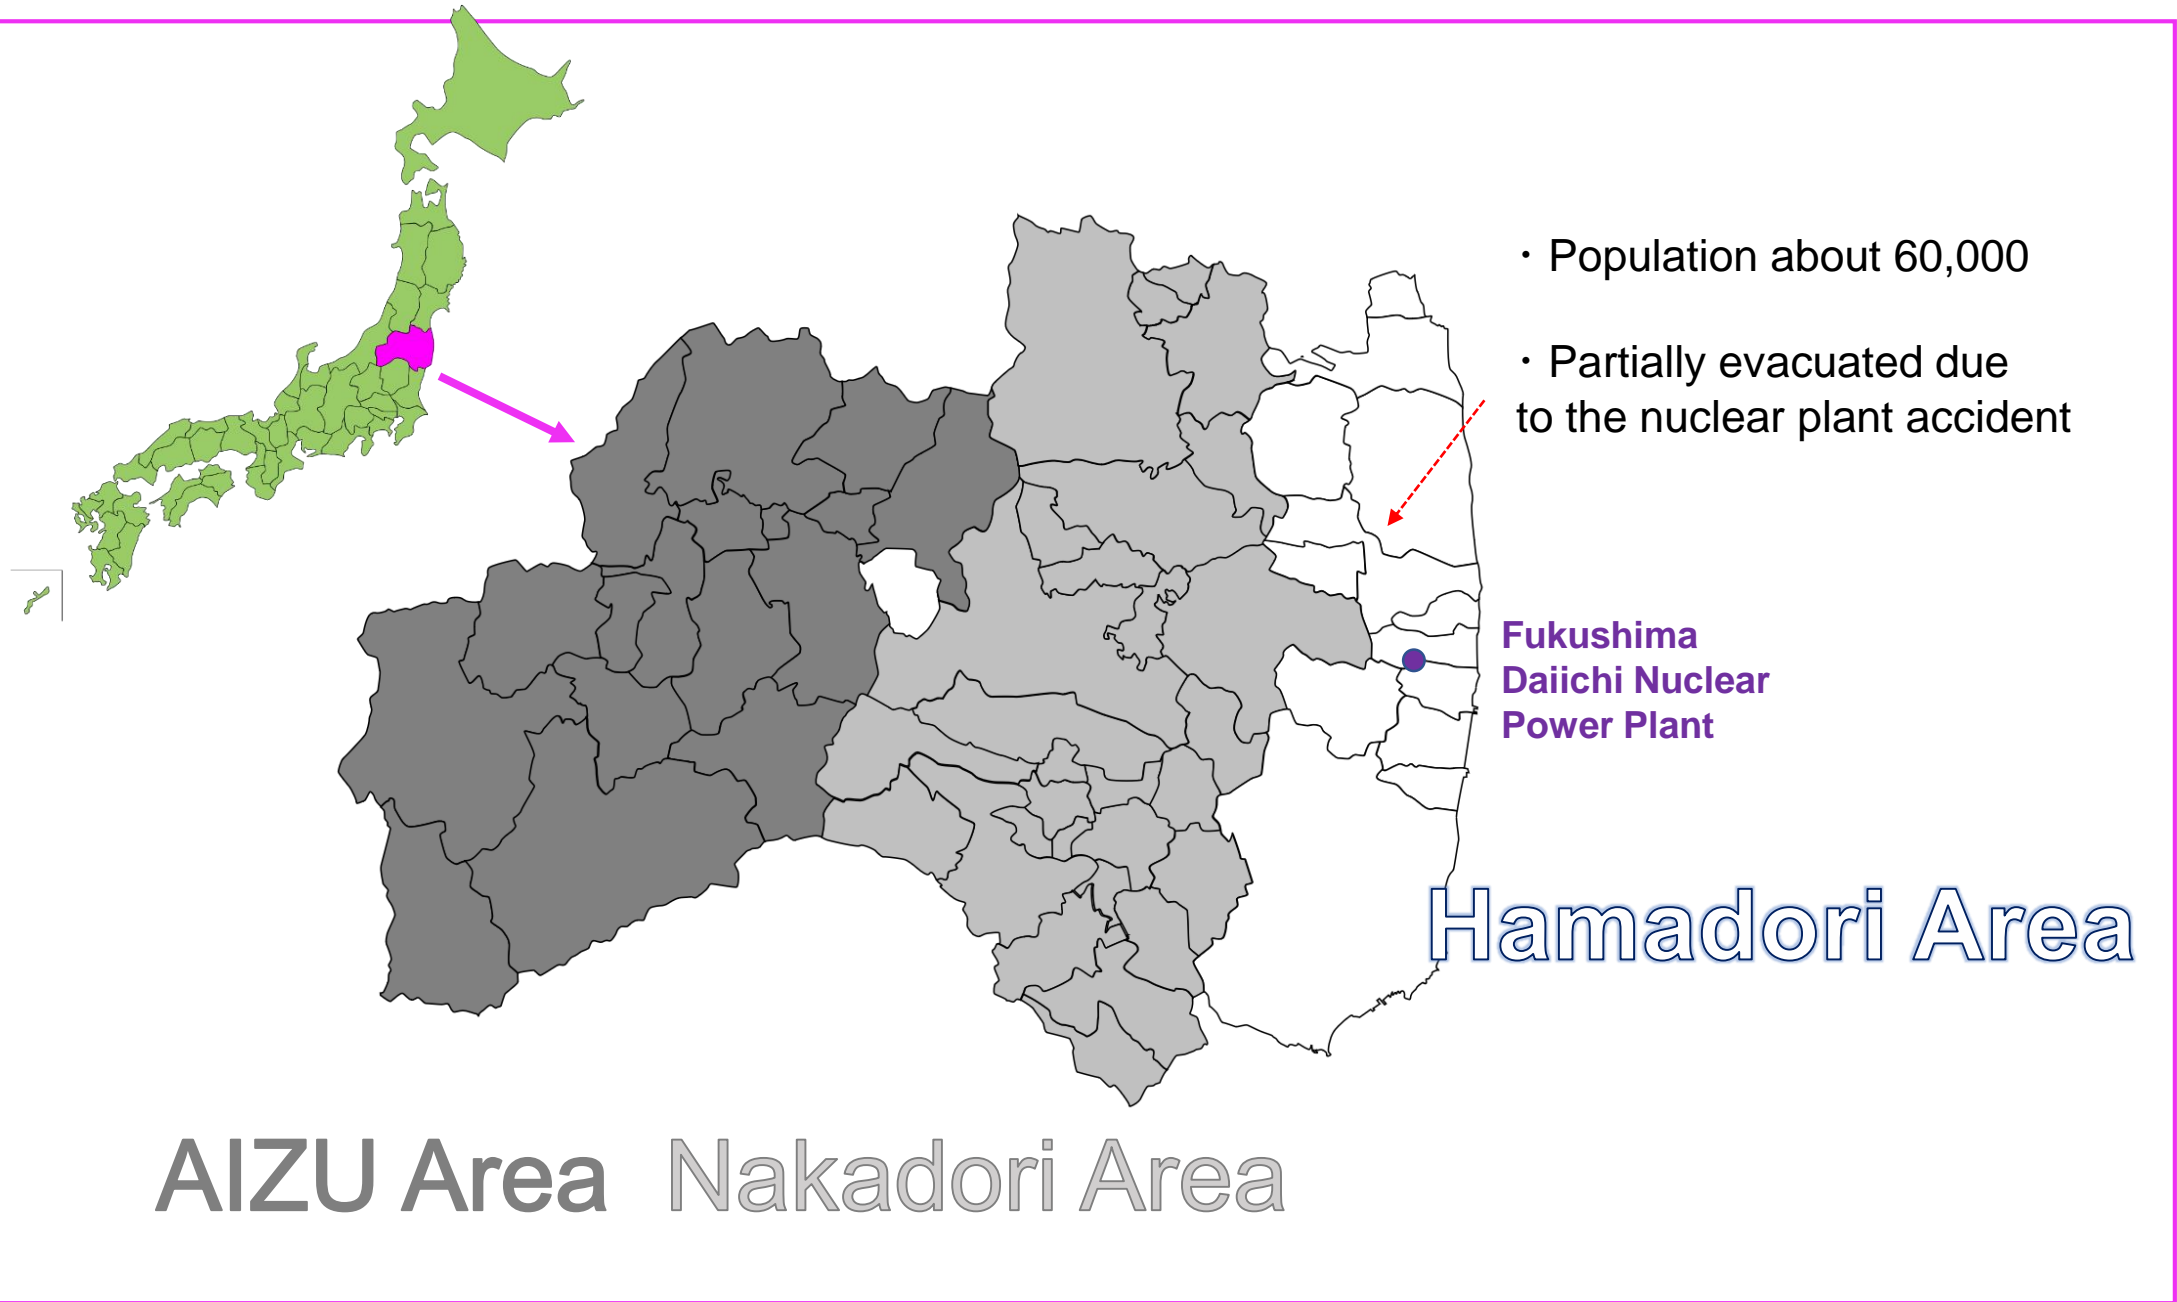 ・Population about 60,000
・Partially evacuated due
to the nuclear plant accident
Fukushima
Daiichi Nuclear
Power Plant
Hamadori Area
AIZU Area
Nakadori Area